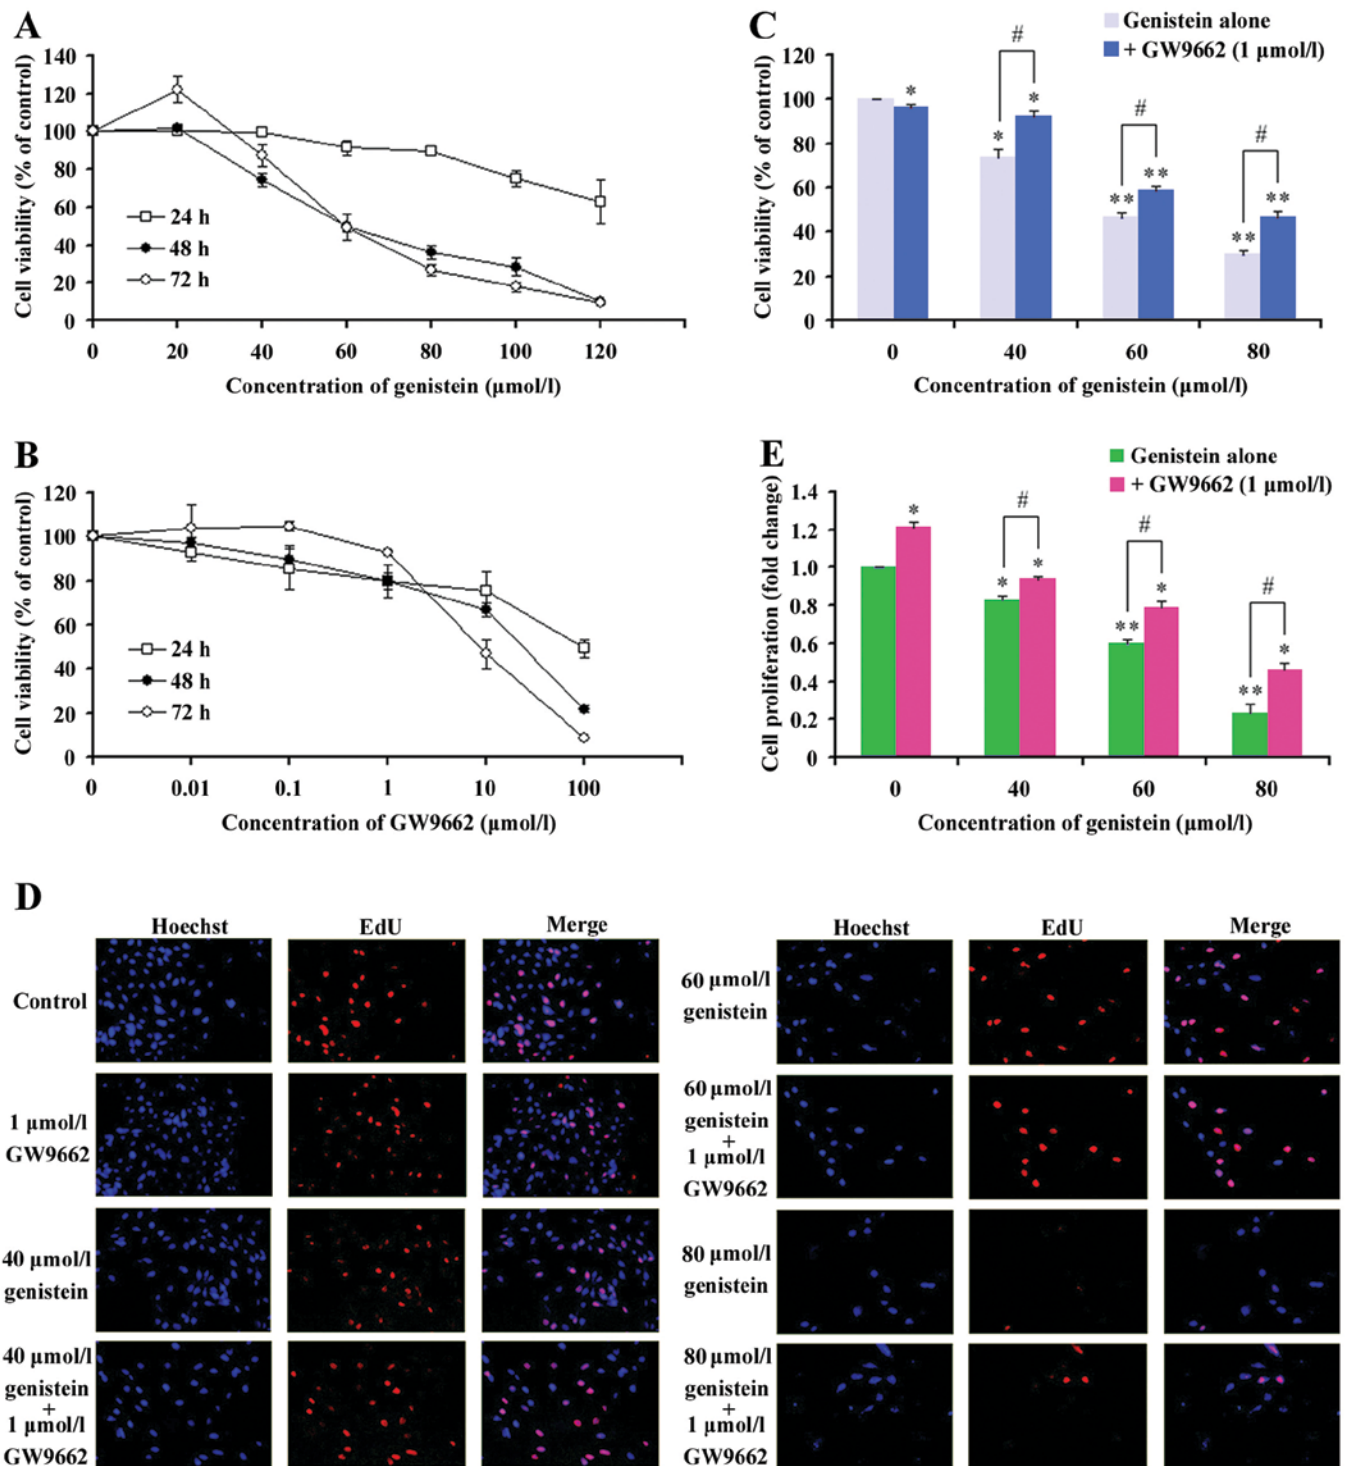 A
Cell viability (% of control)
140
120
100
80
60
40
20
0
24 h
48 h
72 h
0 20 40 60 80 100 120
Concentration of genistein (µmol/l)
C
Genistein alone
+ GW9662 (1 µmol/l)
Cell viability (% of control)
120
100
80
60
40
20
0
* # * * # ** ** # ** **
0 40 60 80
Concentration of genistein (µmol/l)
B
Cell viability (% of control)
120
100
80
60
40
20
0
24 h
48 h
72 h
0 0.01 0.1 1 10 100
Concentration of GW9662 (µmol/l)
E
Genistein alone
+ GW9662 (1 µmol/l)
Cell proliferation (fold change)
1.4
1.2
1.0
0.8
0.6
0.4
0.2
0
* # * * # ** * # ** *
0 40 60 80
Concentration of genistein (µmol/l)
D
Hoechst EdU Merge
Control
1 µmol/l
GW9662
40 µmol/l
genistein
40 µmol/l
genistein
+
1 µmol/l
GW9662
Hoechst EdU Merge
60 µmol/l
genistein
60 µmol/l
genistein
+
1 µmol/l
GW9662
80 µmol/l
genistein
80 µmol/l
genistein
+
1 µmol/l
GW9662